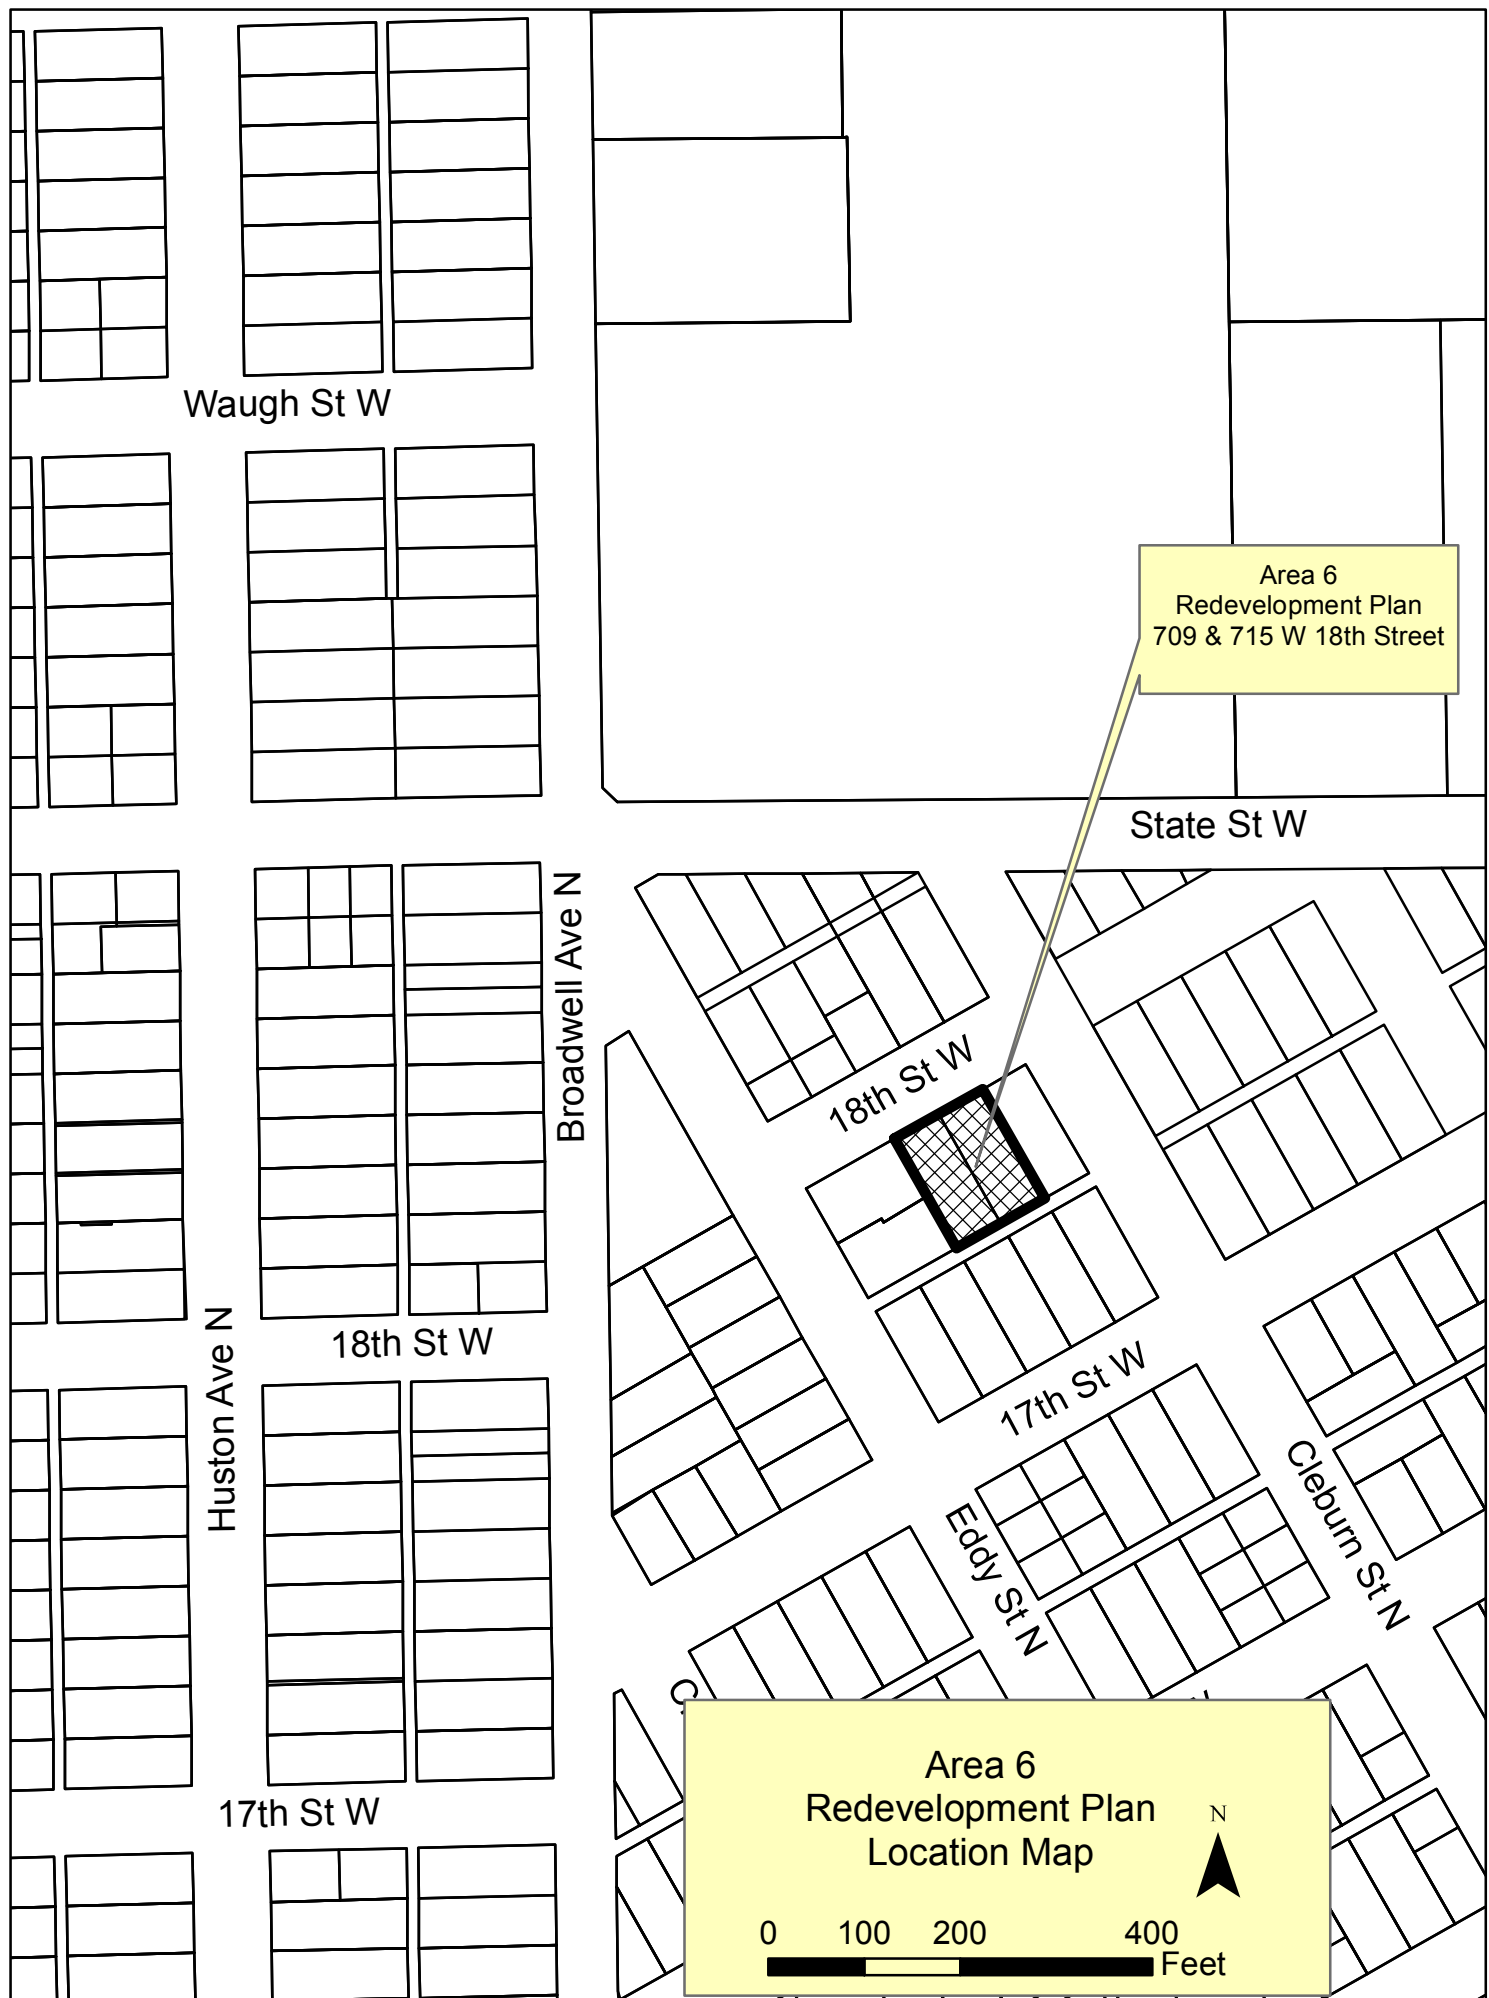 Waugh St W
Area 6
Redevelopment Plan
709 & 715 W 18th Street
State St W
Broadwell Ave N
18th St W
Huston Ave N
18th St W
17th St W
Cleburn St N
Eddy St N
17th St W
Area 6
Redevelopment Plan
Location Map
N
0 100 200 400
Feet